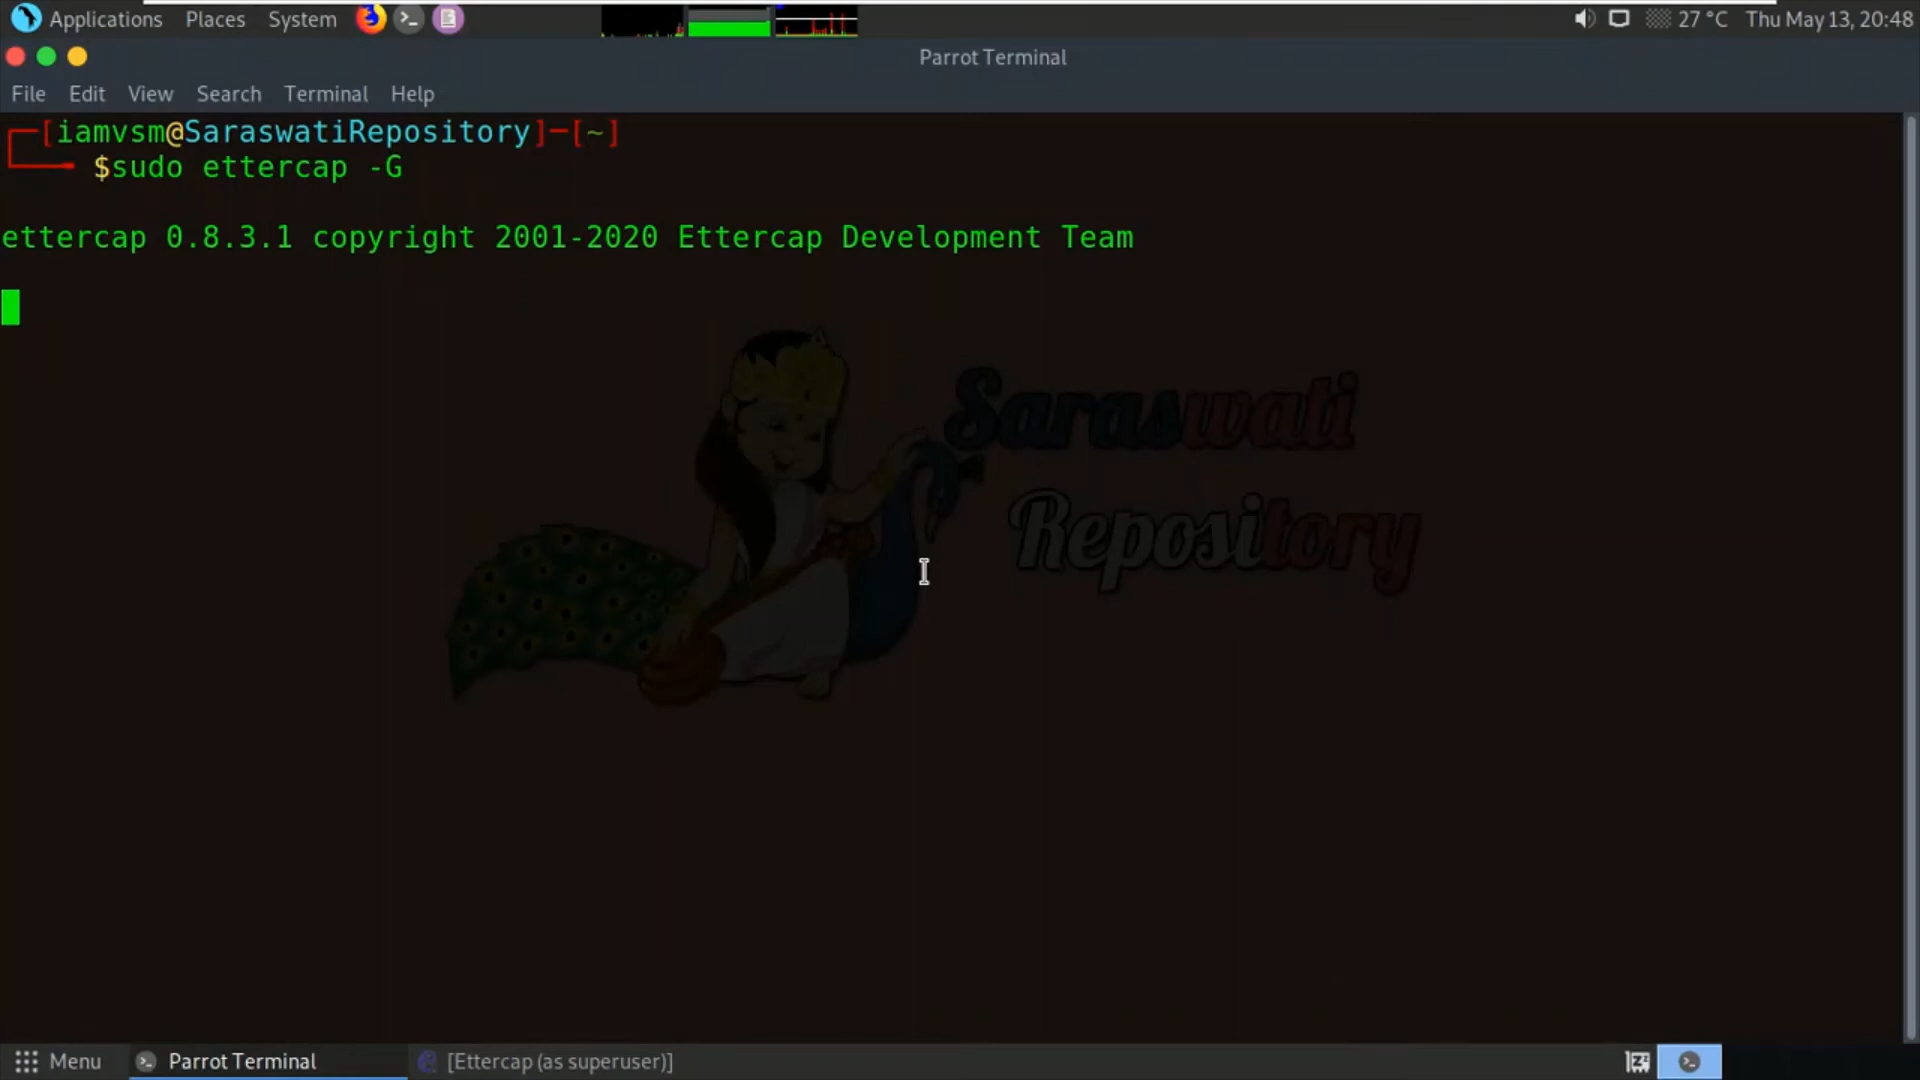 Applications Places System 27 °C Thu May 13, 20:48
Parrot Terminal
File Edit View Search Terminal Help
┌─[iamvsm@SaraswatiRepository]─[~]
└──╼ $sudo ettercap -G
ettercap 0.8.3.1 copyright 2001-2020 Ettercap Development Team
Saraswati
Repository
Menu Parrot Terminal [Ettercap (as superuser)]